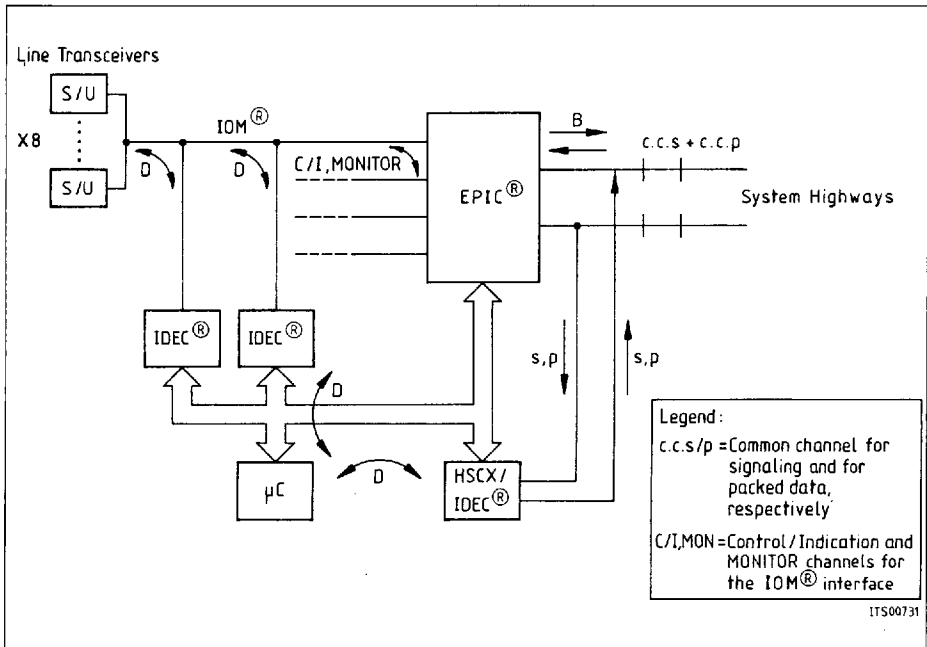 Line Transceivers
S/U
X8
S/U
IOM®
D
D
C/I,MONITOR
EPIC®
B
c.c.s + c.c.p
System Highways
IDEC®
IDEC®
D
s,p
s,p
µC
D
HSCX/
IDEC®
Legend:
c.c.s/p = Common channel for
signaling and for
packed data,
respectively
C/I,MON = Control/Indication and
MONITOR channels for
the IOM® interface
ITS00731